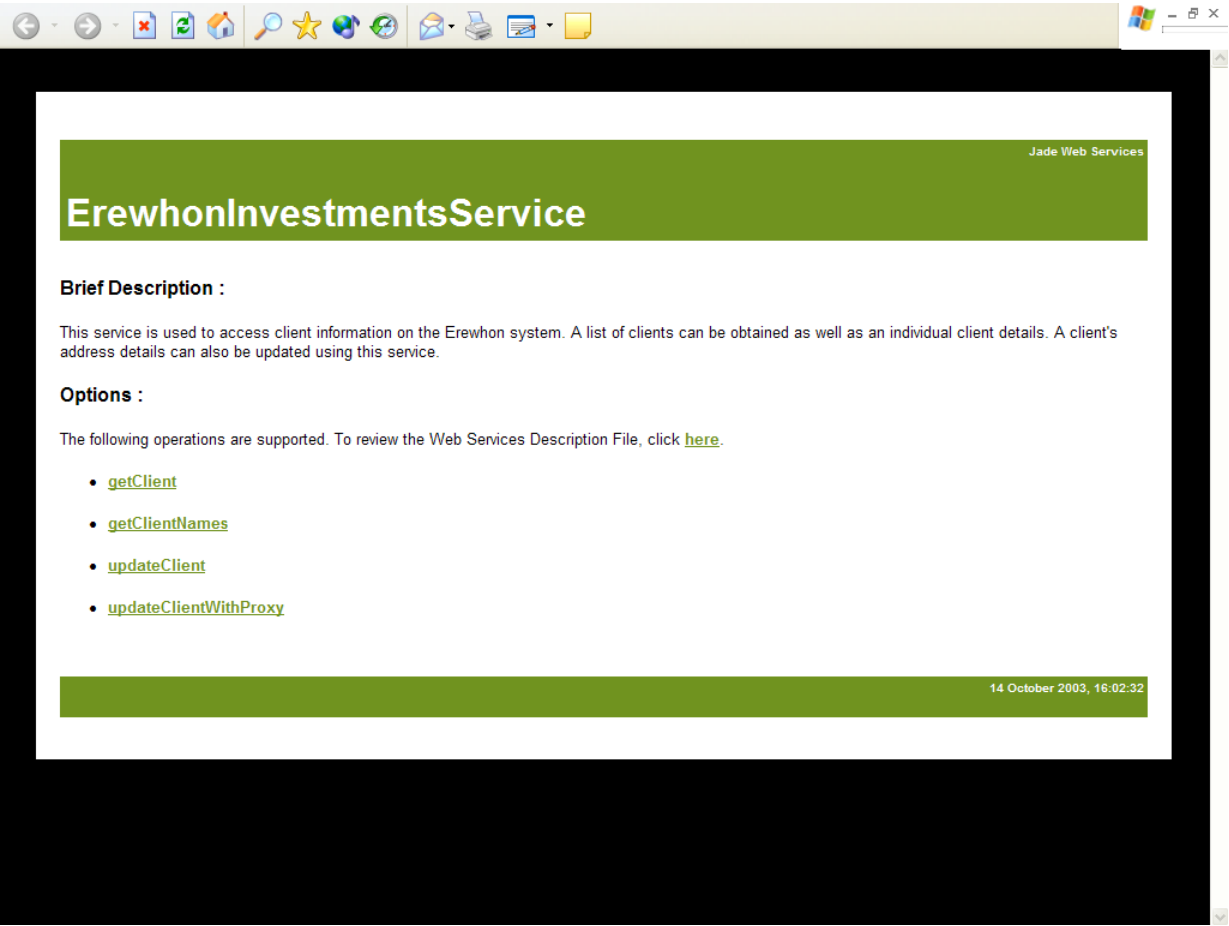 Jade Web Services
ErewhonInvestmentsService
Brief Description :
This service is used to access client information on the Erewhon system. A list of clients can be obtained as well as an individual client details. A client's
address details can also be updated using this service.
Options :
The following operations are supported. To review the Web Services Description File, click here.
• getClient
• getClientNames
• updateClient
• updateClientWithProxy
14 October 2003, 16:02:32